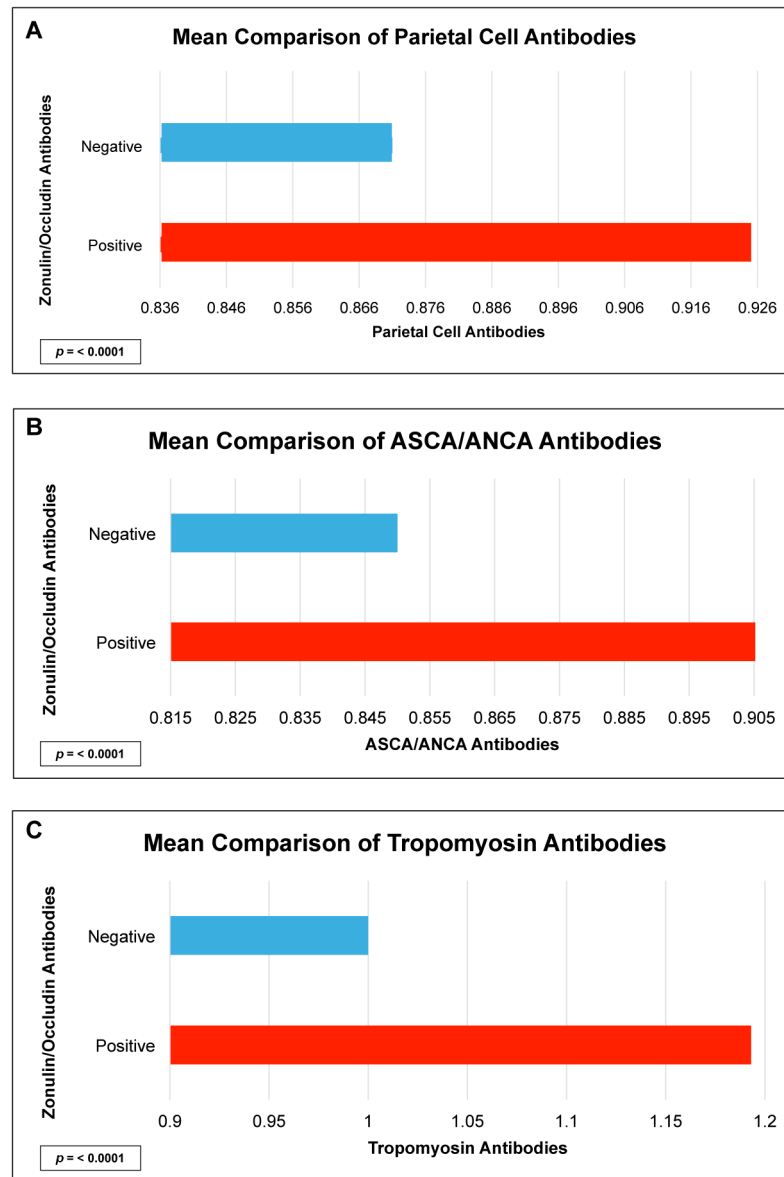 A
Mean Comparison of Parietal Cell Antibodies
Zonulin/Occludin Antibodies
Negative
Positive
0.836 0.846 0.856 0.866 0.876 0.886 0.896 0.906 0.916 0.926
Parietal Cell Antibodies
p = < 0.0001
B
Mean Comparison of ASCA/ANCA Antibodies
Zonulin/Occludin Antibodies
Negative
Positive
0.815 0.825 0.835 0.845 0.855 0.865 0.875 0.885 0.895 0.905
ASCA/ANCA Antibodies
p = < 0.0001
C
Mean Comparison of Tropomyosin Antibodies
Zonulin/Occludin Antibodies
Negative
Positive
0.9 0.95 1 1.05 1.1 1.15 1.2
Tropomyosin Antibodies
p = < 0.0001